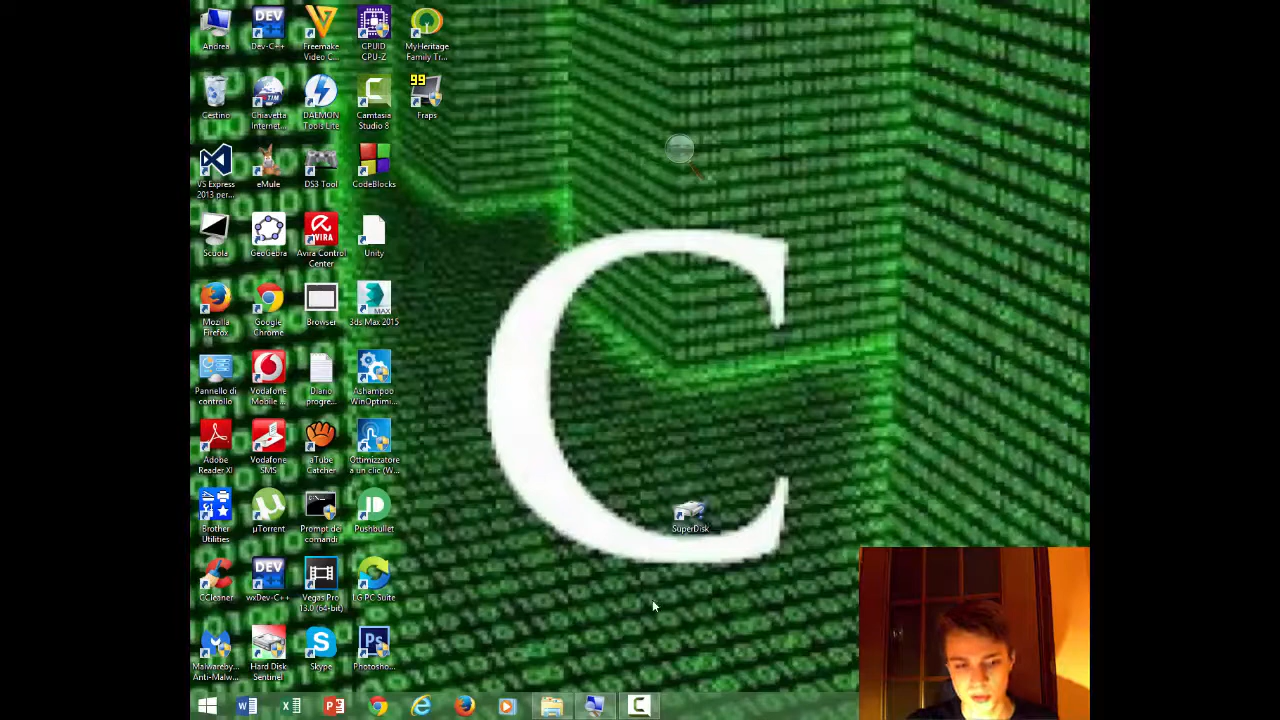 Andrea
Dev-C++
Freemake
Video C...
CPUID
CPU-Z
MyHeritage
Family Tr...
Cestino
Chiavetta
Internet...
DAEMON
Tools Lite
Camtasia
Studio 8
99
Fraps
VS Express
2013 per...
eMule
DS3 Tool
CodeBlocks
Scuola
GeoGebra
Avira Control
Center
Unity
Mozilla
Firefox
Google
Chrome
Browser
3ds Max 2015
Pannello di
controllo
Vodafone
Mobile ...
Diario
progre...
Ashampoo
WinOptimi...
Adobe
Reader XI
Vodafone
SMS
aTube
Catcher
Ottimizzatore
a un clic (W...
Brother
Utilities
µTorrent
Prompt dei
comandi
Pushbullet
SuperDisk
CCleaner
wxDev-C++
Vegas Pro
13.0 (64-bit)
LG PC Suite
Malwareby...
Anti-Malw...
Hard Disk
Sentinel
Skype
Photosho...
C